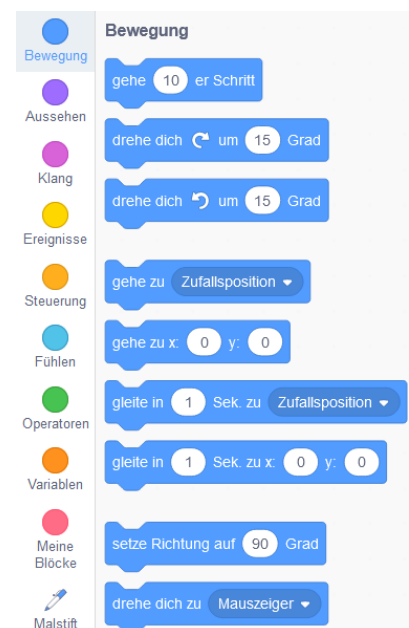 Bewegung
Aussehen
Klang
Ereignisse
Steuerung
Fühlen
Operatoren
Variablen
Meine
Blöcke
Malstift
Bewegung
gehe 10 er Schritt
drehe dich um 15 Grad
drehe dich um 15 Grad
gehe zu Zufallsposition
gehe zu x: 0 y: 0
gleite in 1 Sek. zu Zufallsposition
gleite in 1 Sek. zu x: 0 y: 0
setze Richtung auf 90 Grad
drehe dich zu Mauszeiger